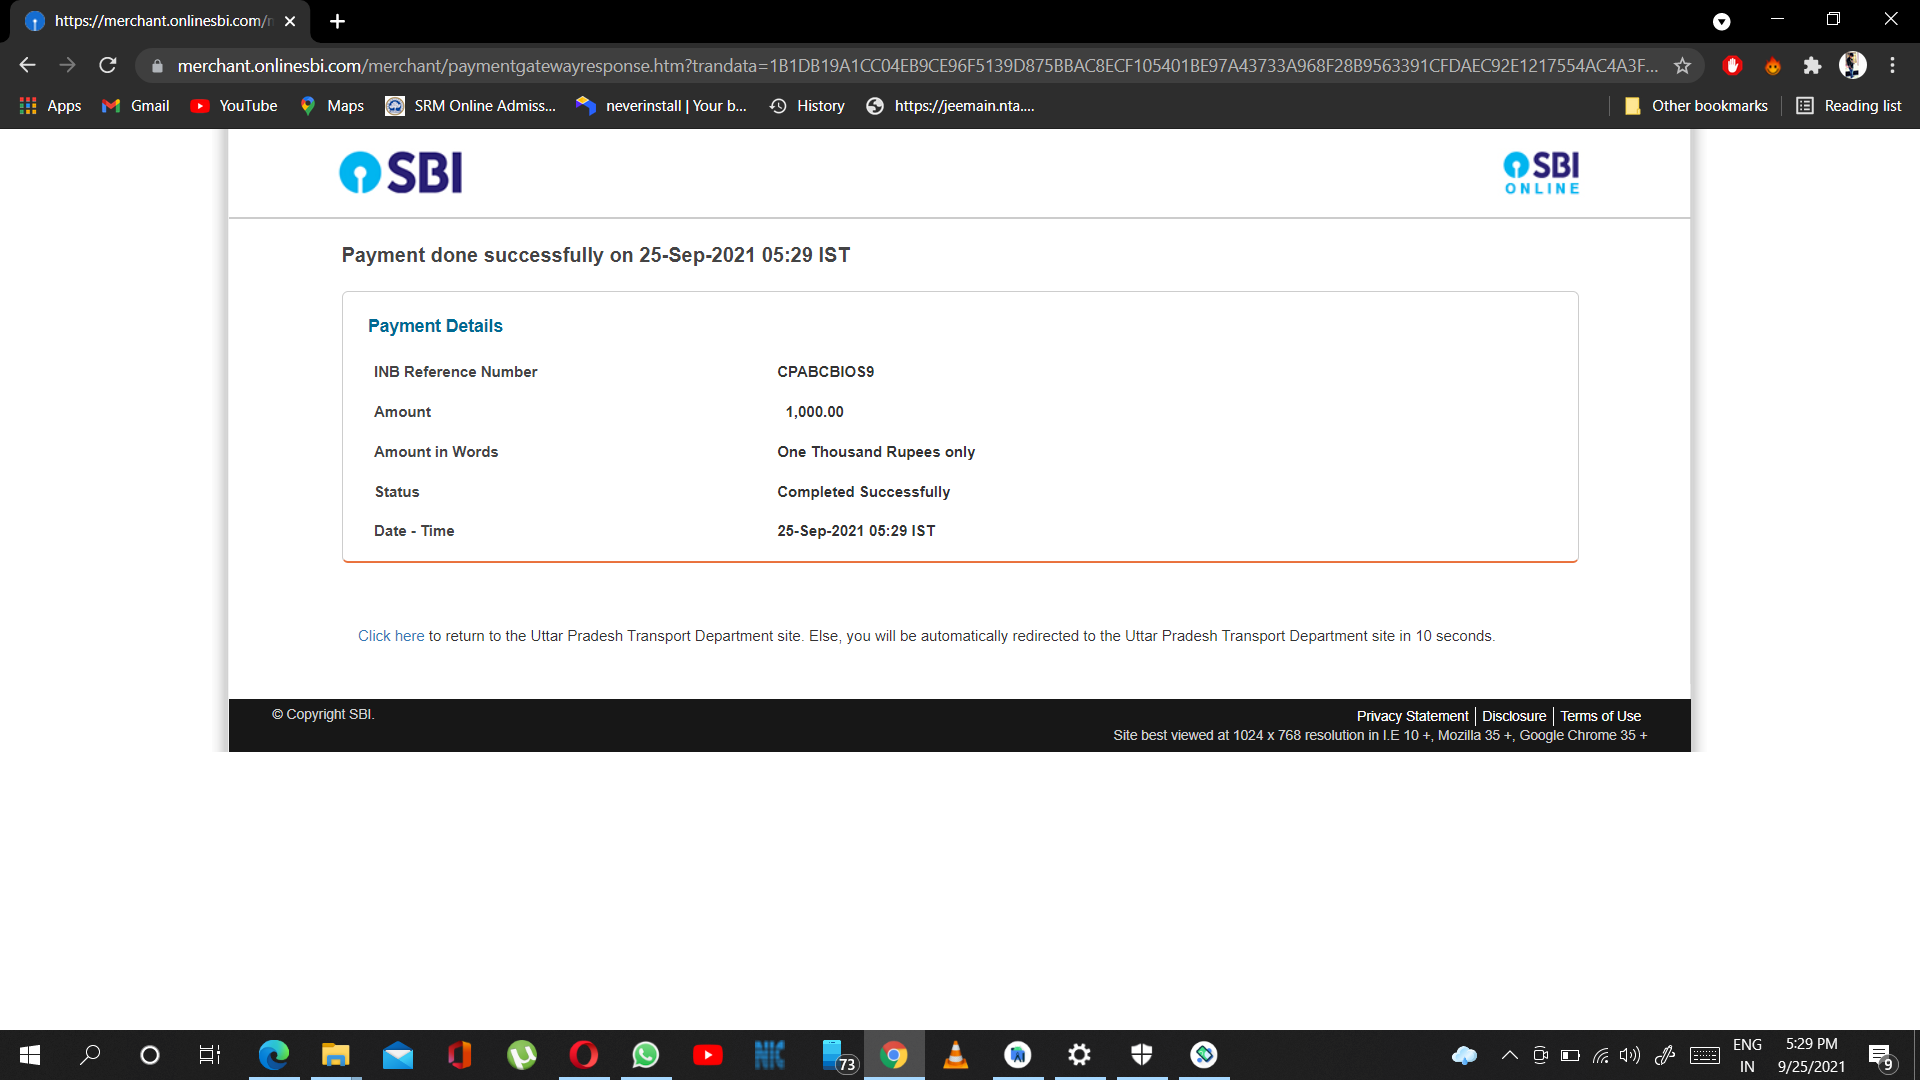 https://merchant.onlinesbi.com/
merchant.onlinesbi.com/merchant/paymentgatewayresponse.htm?trandata=1B1DB19A1CC04EB9CE96F5139D875BBAC8ECF105401BE97A43733A968F28B9563391CFDAEC92E1217554AC4A3F...
Apps Gmail YouTube Maps SRM Online Admiss... neverinstall | Your b... History https://jeemain.nta.... Other bookmarks Reading list
SBI
SBI
ONLINE
Payment done successfully on 25-Sep-2021 05:29 IST
Payment Details
INB Reference Number CPABCBIOS9
Amount 1,000.00
Amount in Words One Thousand Rupees only
Status Completed Successfully
Date - Time 25-Sep-2021 05:29 IST
Click here to return to the Uttar Pradesh Transport Department site. Else, you will be automatically redirected to the Uttar Pradesh Transport Department site in 10 seconds.
© Copyright SBI.
Privacy Statement Disclosure Terms of Use
Site best viewed at 1024 x 768 resolution in I.E 10 +, Mozilla 35 +, Google Chrome 35 +
73
ENG
IN
5:29 PM
9/25/2021
9